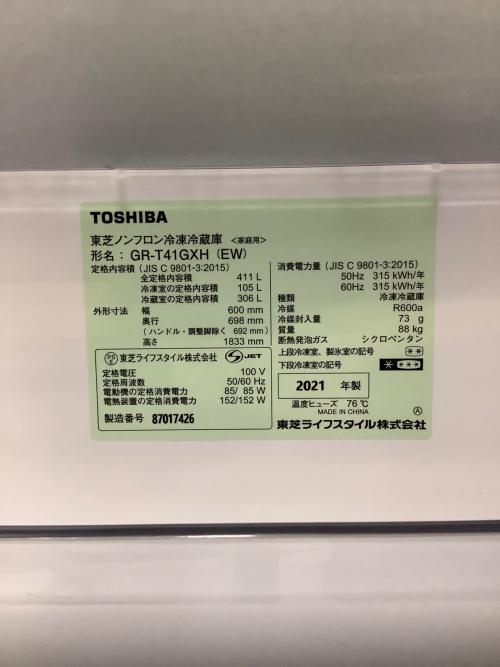 TOSHIBA
東芝ノンフロン冷凍冷蔵庫 <家庭用>
形名： GR-T41GXH (EW)
定格内容積 (JIS C 9801-3:2015)
全定格内容積 411 L
冷凍室の定格内容積 105 L
冷蔵室の定格内容積 306 L
外形寸法 幅 600 mm
奥行 698 mm
(ハンドル・調整脚除く 692 mm)
高さ 1833 mm
PS E 東芝ライフスタイル株式会社 JET
定格電圧 100 V
定格周波数 50/60 Hz
電動機の定格消費電力 85/ 85 W
電熱装置の定格消費電力 152/152 W
製造番号 87017426
消費電力量 (JIS C 9801-3:2015)
50Hz 315 kWh/年
60Hz 315 kWh/年
種類 冷凍冷蔵庫
冷媒 R600a
冷媒封入量 73 g
質量 88 kg
断熱発泡ガス シクロペンタン
上段冷凍室、製氷室の記号 **
下段冷凍室の記号 * ***
2021 年製
温度ヒューズ 76 ℃
MADE IN CHINA Ⓐ
東芝ライフスタイル株式会社